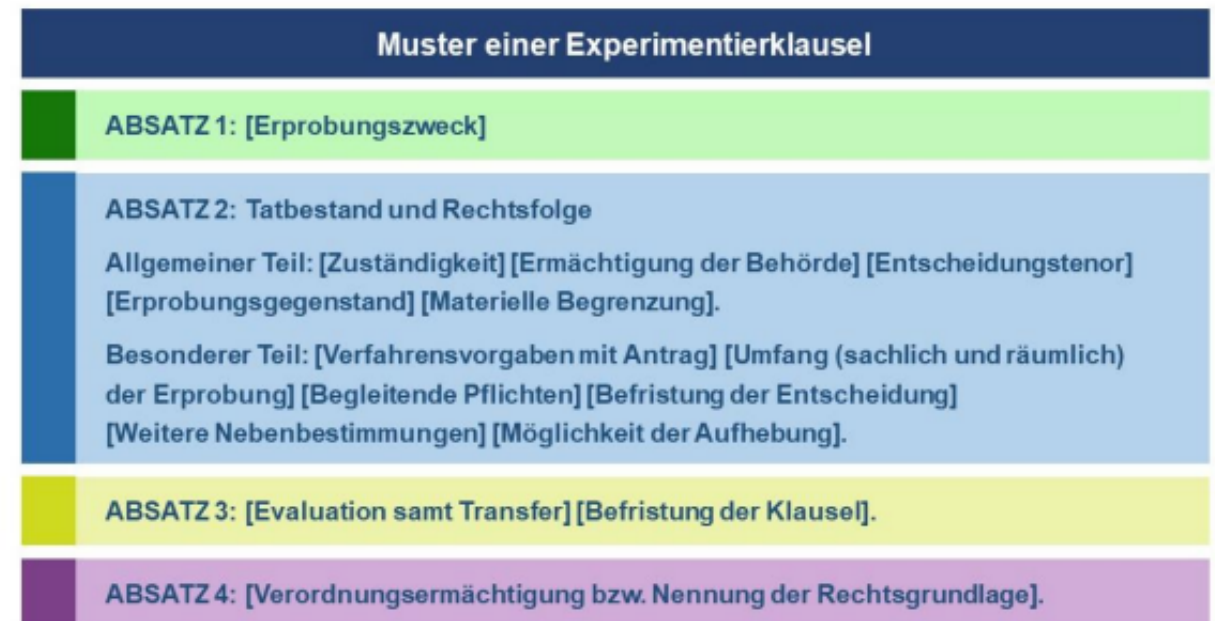 Muster einer Experimentierklausel
ABSATZ 1: [Erprobungszweck]
ABSATZ 2: Tatbestand und Rechtsfolge
Allgemeiner Teil: [Zuständigkeit] [Ermächtigung der Behörde] [Entscheidungstenor]
[Erprobungsgegenstand] [Materielle Begrenzung].
Besonderer Teil: [Verfahrensvorgaben mit Antrag] [Umfang (sachlich und räumlich)
der Erprobung] [Begleitende Pflichten] [Befristung der Entscheidung]
[Weitere Nebenbestimmungen] [Möglichkeit der Aufhebung].
ABSATZ 3: [Evaluation samt Transfer] [Befristung der Klausel].
ABSATZ 4: [Verordnungsermächtigung bzw. Nennung der Rechtsgrundlage].